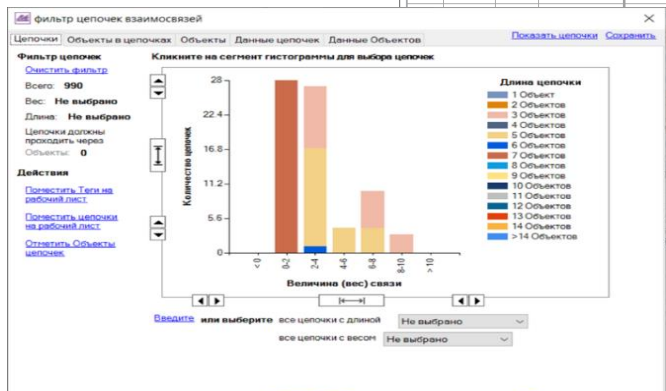 фильтр цепочек взаимосвязей
Цепочки Объекты в цепочках Объекты Данные цепочек Данные Объектов
Показать цепочки Сохранить
Фильтр цепочек
Очистить фильтр
Всего: 990
Вес: Не выбрано
Длина: Не выбрано
Цепочки должны
проходить через
Объекты: 0
Действия
Поместить Теги на
рабочий лист
Поместить цепочки
на рабочий лист
Отметить Объекты
цепочек
Кликните на сегмент гистограммы для выбора цепочек
Количество цепочек
28
22.4
16.8
11.2
5.6
0
< 0
0-2
2-4
4-6
6-8
8-10
> 10
Величина (вес) связи
Длина цепочки
1 Объект
2 Объектов
3 Объектов
4 Объектов
5 Объектов
6 Объектов
7 Объектов
8 Объектов
9 Объектов
10 Объектов
11 Объектов
12 Объектов
13 Объектов
14 Объектов
>14 Объектов
Введите или выберите все цепочки с длиной Не выбрано
все цепочки с весом Не выбрано